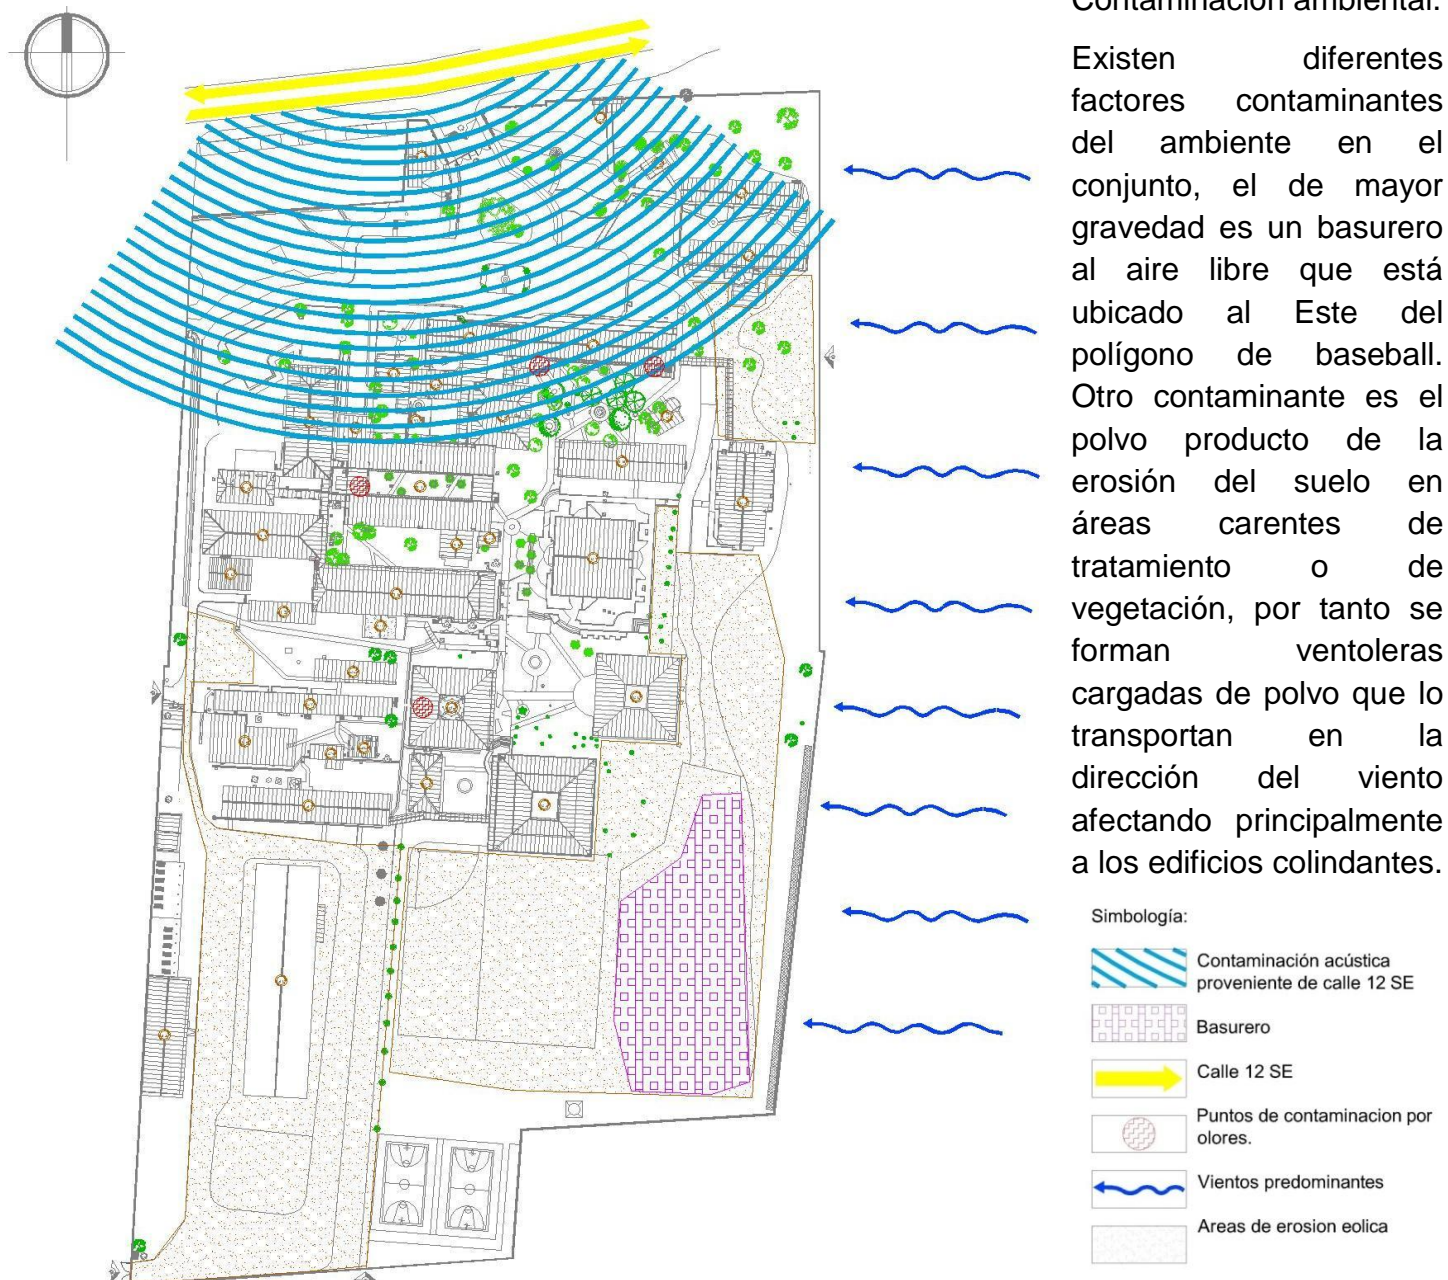 Contaminación ambiental.
Existen diferentes
factores contaminantes
del ambiente en el
conjunto, el de mayor
gravedad es un basurero
al aire libre que está
ubicado al Este del
polígono de baseball.
Otro contaminante es el
polvo producto de la
erosión del suelo en
áreas carentes de
tratamiento o de
vegetación, por tanto se
forman ventoleras
cargadas de polvo que lo
transportan en la
dirección del viento
afectando principalmente
a los edificios colindantes.
Simbología:
Contaminación acústica
proveniente de calle 12 SE
Basurero
Calle 12 SE
Puntos de contaminacion por
olores.
Vientos predominantes
Areas de erosion eolica